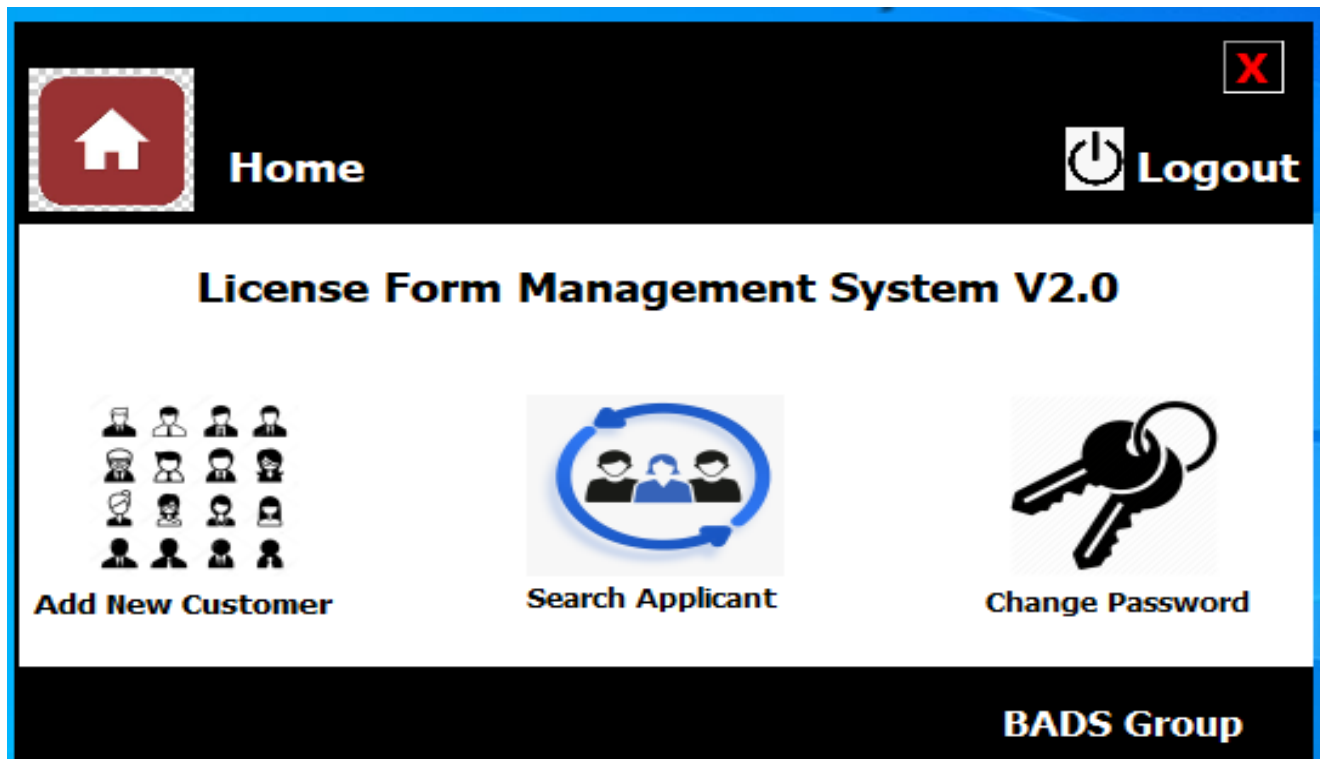 X
Home
Logout
License Form Management System V2.0
Add New Customer
Search Applicant
Change Password
BADS Group